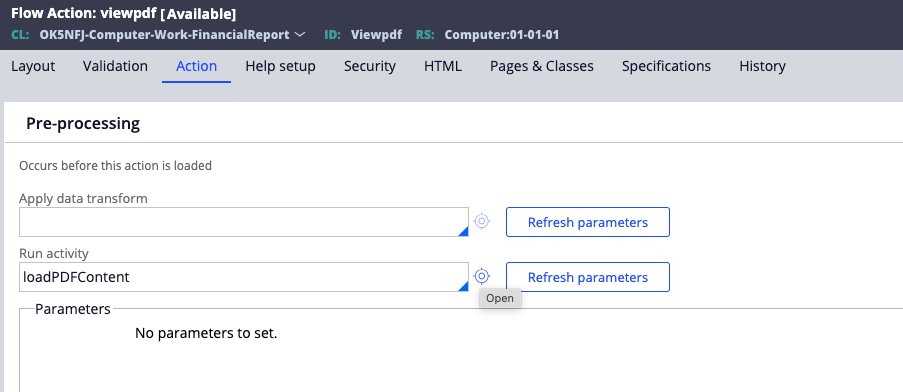 Flow Action: viewpdf [Available]
CL: OK5NFJ-Computer-Work-FinancialReport ID: Viewpdf RS: Computer:01-01-01
Layout Validation Action Help setup Security HTML Pages & Classes Specifications History
Pre-processing
Occurs before this action is loaded
Apply data transform
Refresh parameters
Run activity
loadPDFContent Refresh parameters
Open
Parameters
No parameters to set.